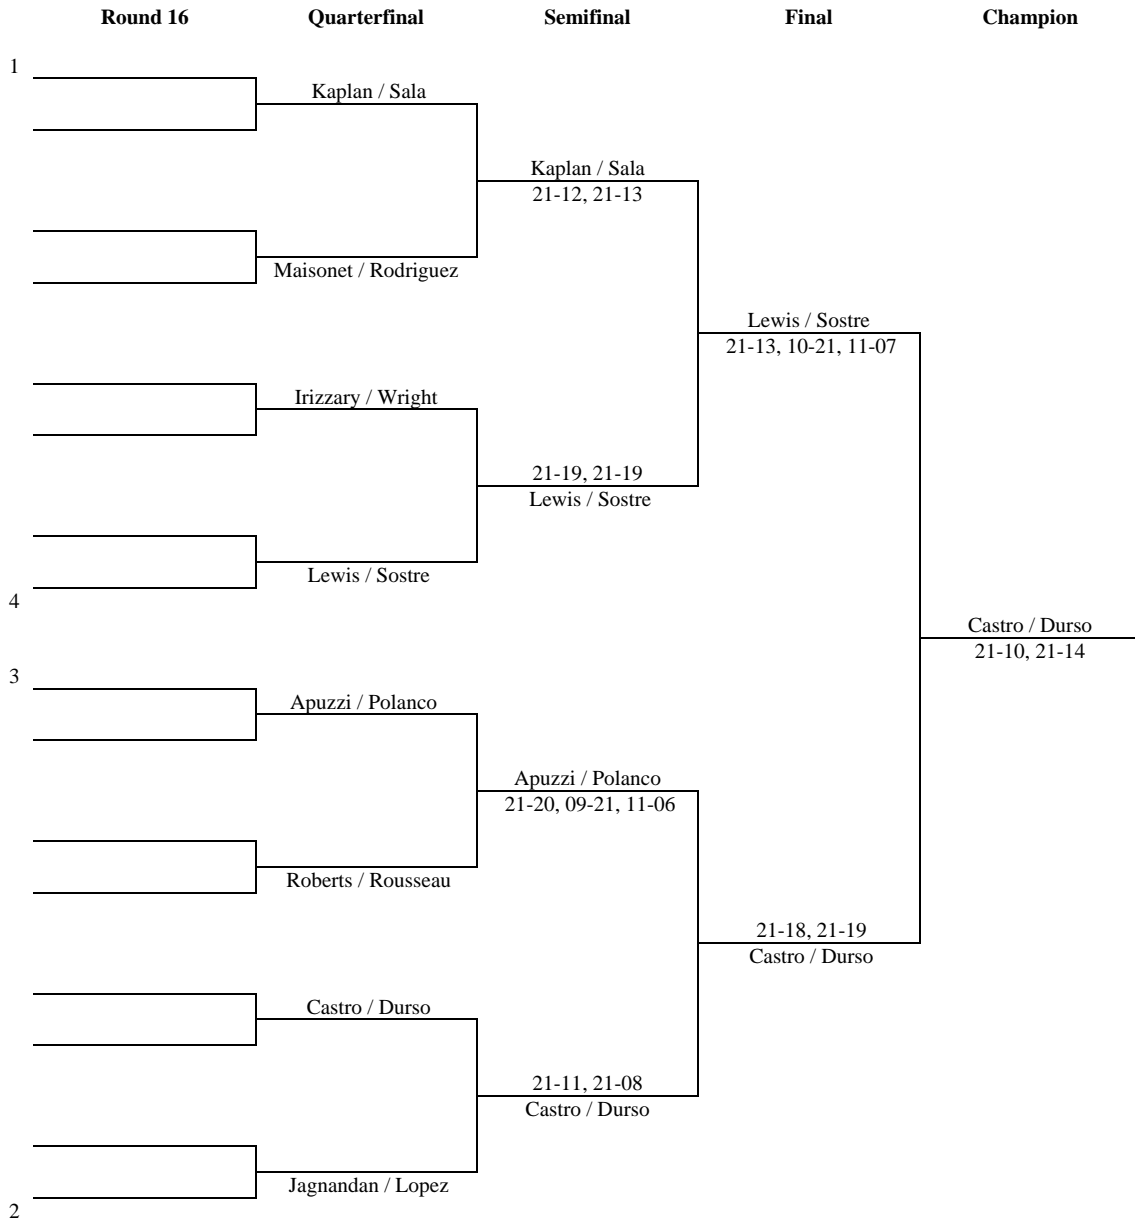 Round 16 Quarterfinal Semifinal Final Champion
1
Kaplan / Sala
Kaplan / Sala
21-12, 21-13
Maisonet / Rodriguez
Lewis / Sostre
21-13, 10-21, 11-07
Irizzary / Wright
21-19, 21-19
Lewis / Sostre
Lewis / Sostre
4
Castro / Durso
21-10, 21-14
3
Apuzzi / Polanco
Apuzzi / Polanco
21-20, 09-21, 11-06
Roberts / Rousseau
21-18, 21-19
Castro / Durso
Castro / Durso
21-11, 21-08
Castro / Durso
Jagnandan / Lopez
2